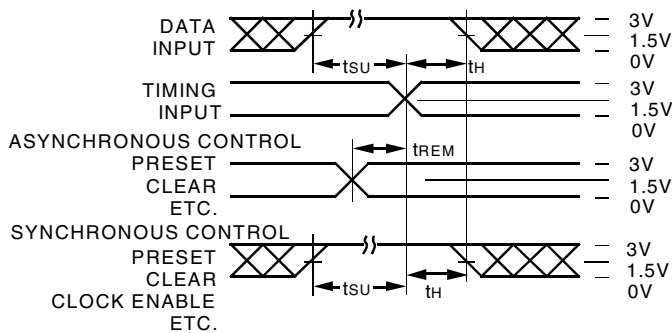 DATA
INPUT
tSU
tH
3V
1.5V
0V
TIMING
INPUT
3V
1.5V
0V
ASYNCHRONOUS CONTROL
PRESET
CLEAR
ETC.
tREM
3V
1.5V
0V
SYNCHRONOUS CONTROL
PRESET
CLEAR
CLOCK ENABLE
ETC.
tSU
tH
3V
1.5V
0V